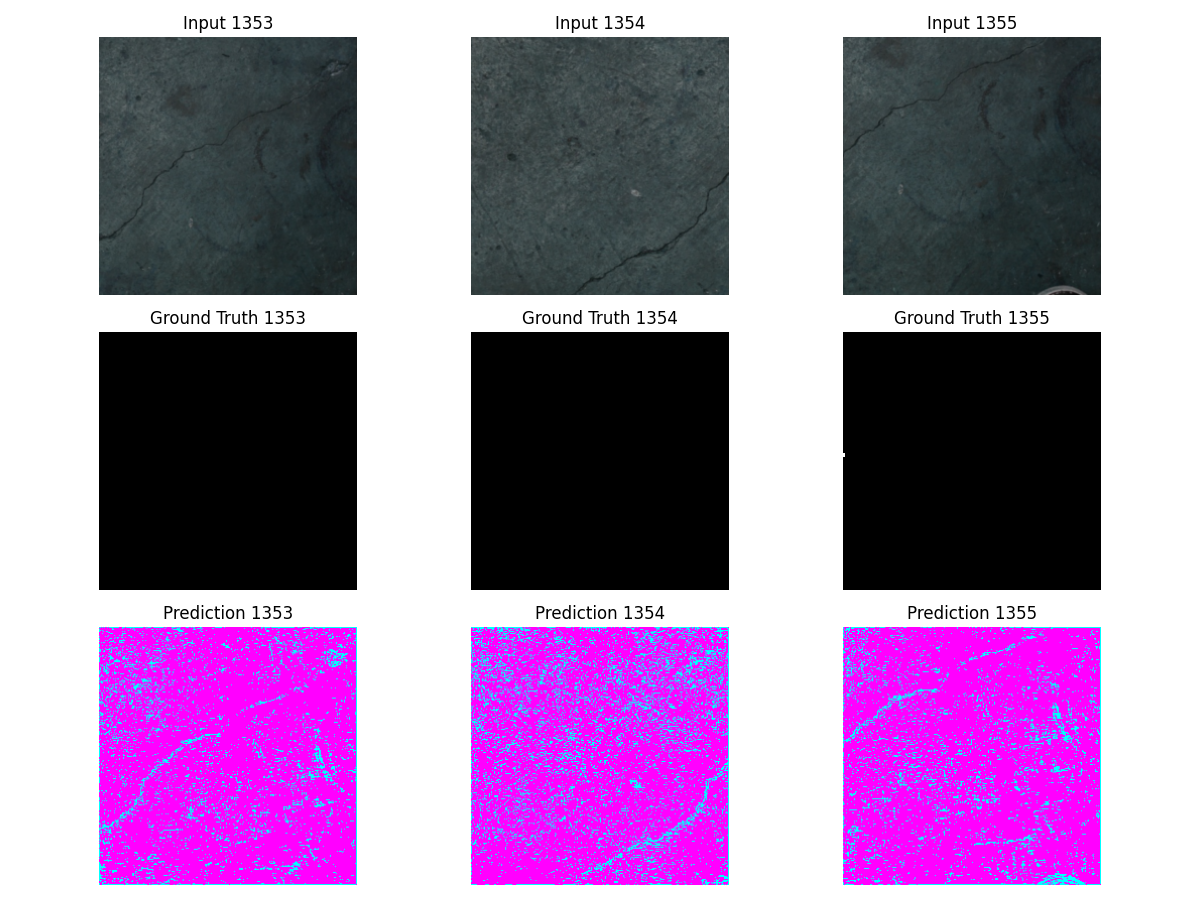 Input 1353
Input 1354
Input 1355
Ground Truth 1353
Ground Truth 1354
Ground Truth 1355
Prediction 1353
Prediction 1354
Prediction 1355